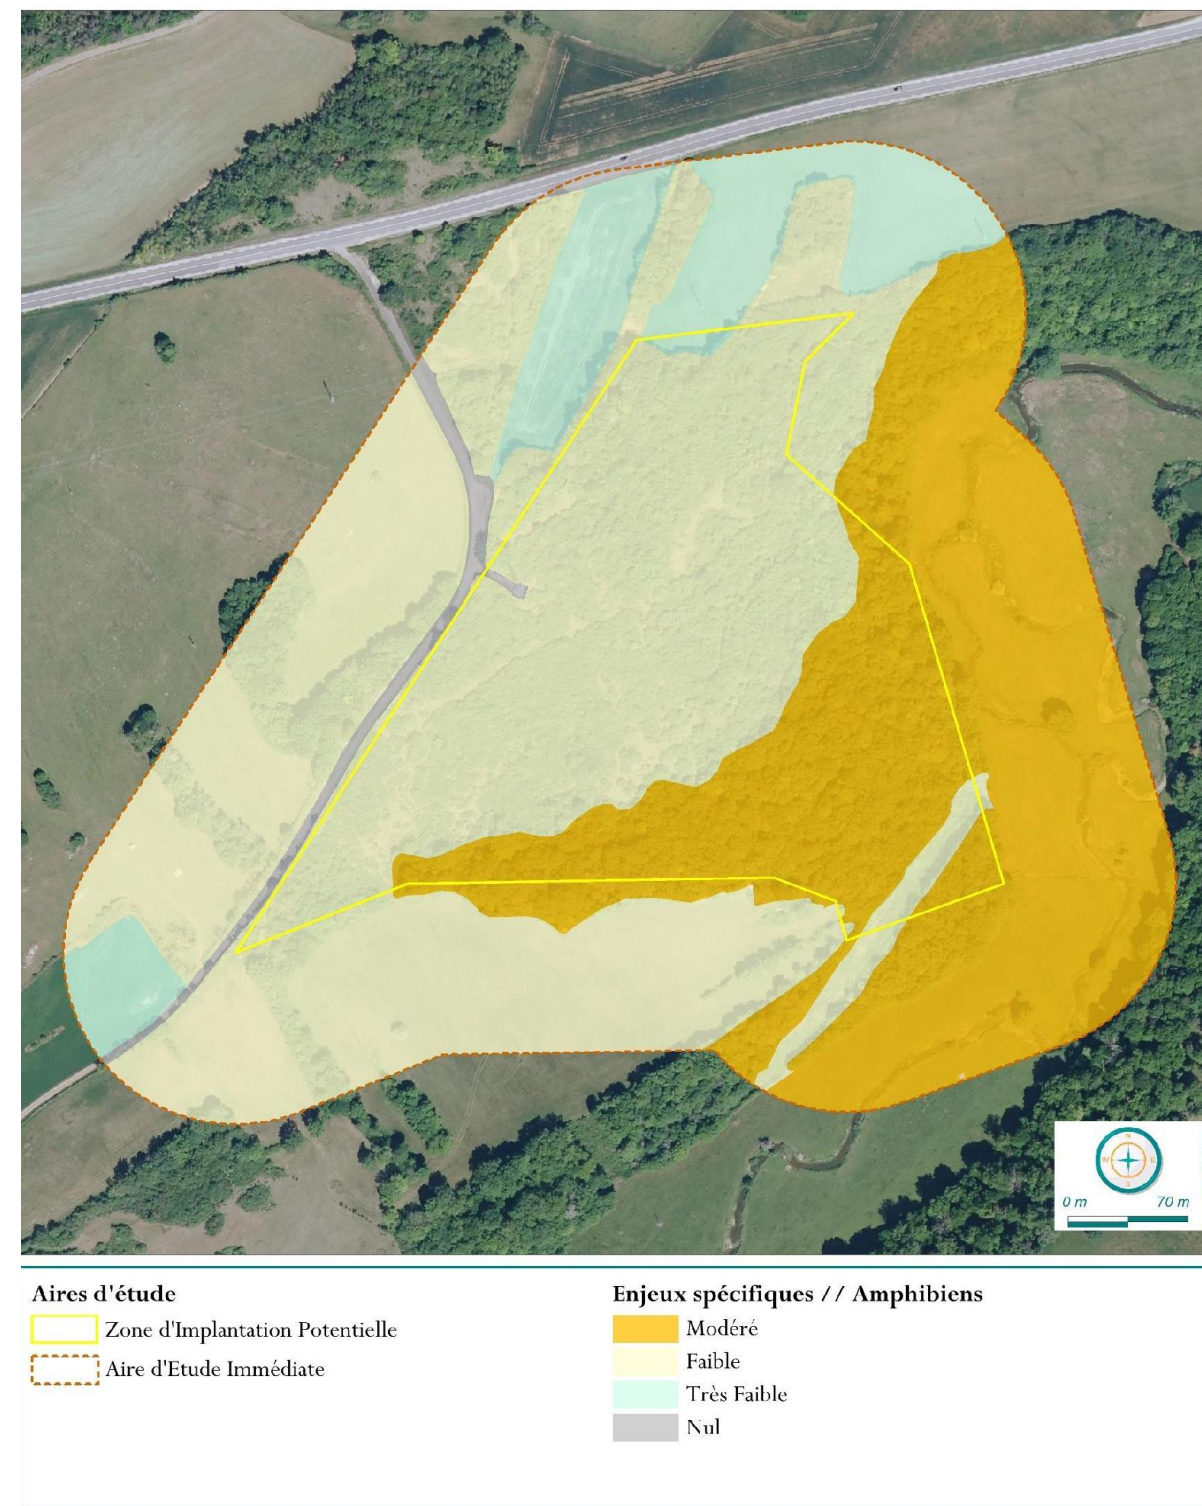 N
W E
S
0 m 70 m
Aires d'étude
Zone d'Implantation Potentielle
Aire d'Etude Immédiate
Enjeux spécifiques // Amphibiens
Modéré
Faible
Très Faible
Nul